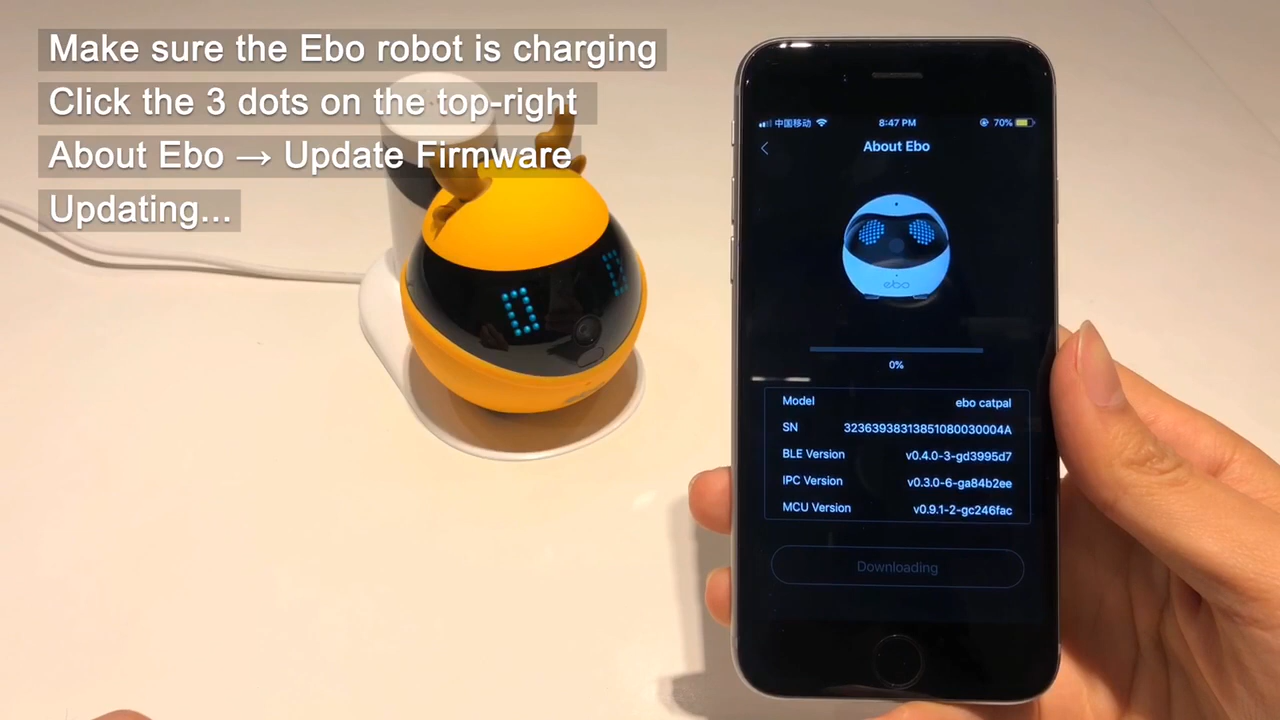 Make sure the Ebo robot is charging
Click the 3 dots on the top-right
About Ebo → Update Firmware
Updating...
中国移动 8:47 PM 70%
About Ebo
ebo
0%
Model ebo catpal
SN 32363938313851080030004A
BLE Version v0.4.0-3-gd3995d7
IPC Version v0.3.0-6-ga84b2ee
MCU Version v0.9.1-2-gc246fac
Downloading
0 0